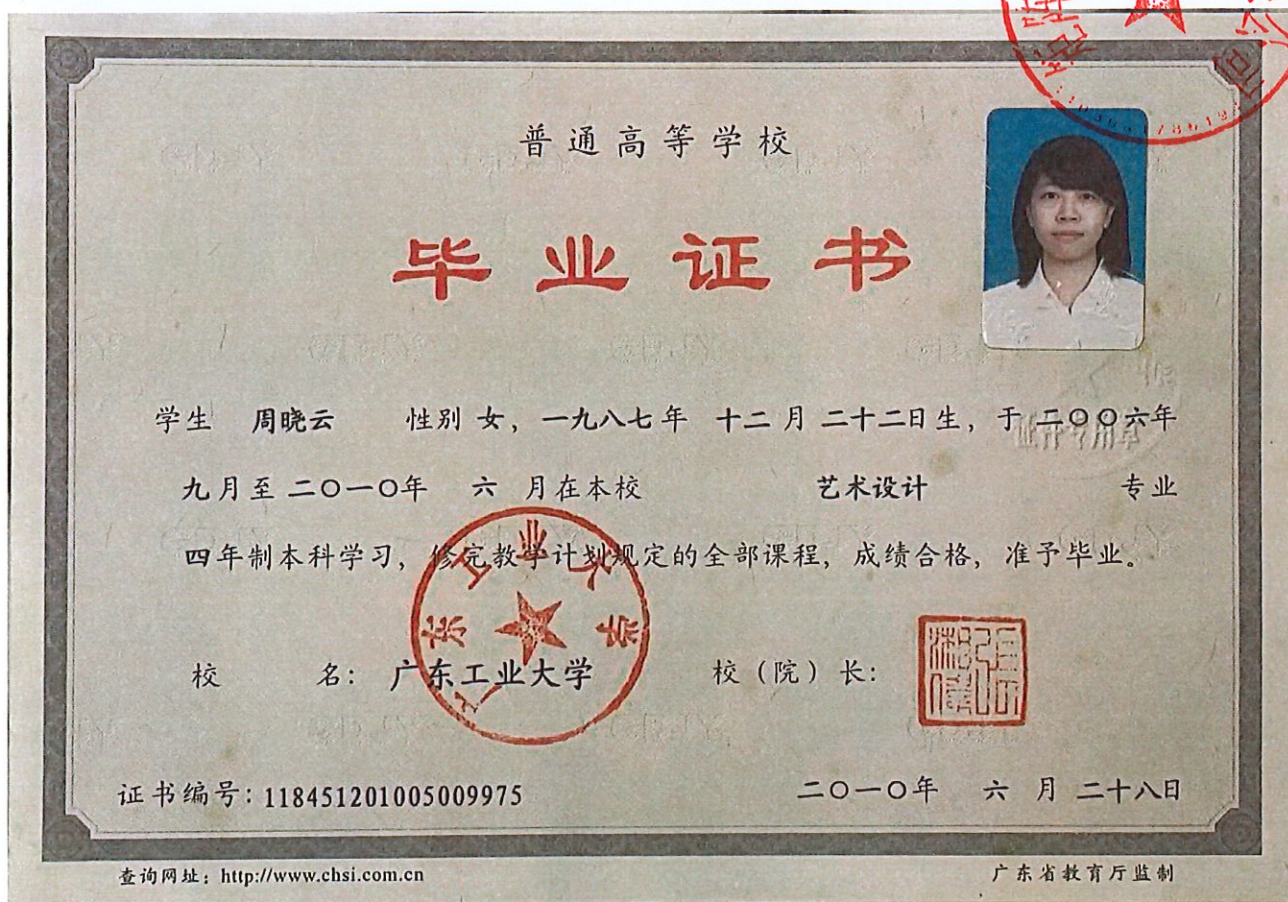 普通高等学校
毕业证书
学生 周晓云 性别 女，一九八七年 十二月 二十二日生，于 二〇〇六年
九月至 二〇一〇年 六 月在本校 艺术设计 专业
四年制本科学习，修完教学计划规定的全部课程，成绩合格，准予毕业。
校 名： 广东工业大学 校（院）长：
广东工业大学
证书编号：118451201005009975 二〇一〇年 六 月 二十八日
查询网址：http://www.chsi.com.cn 广东省教育厅监制